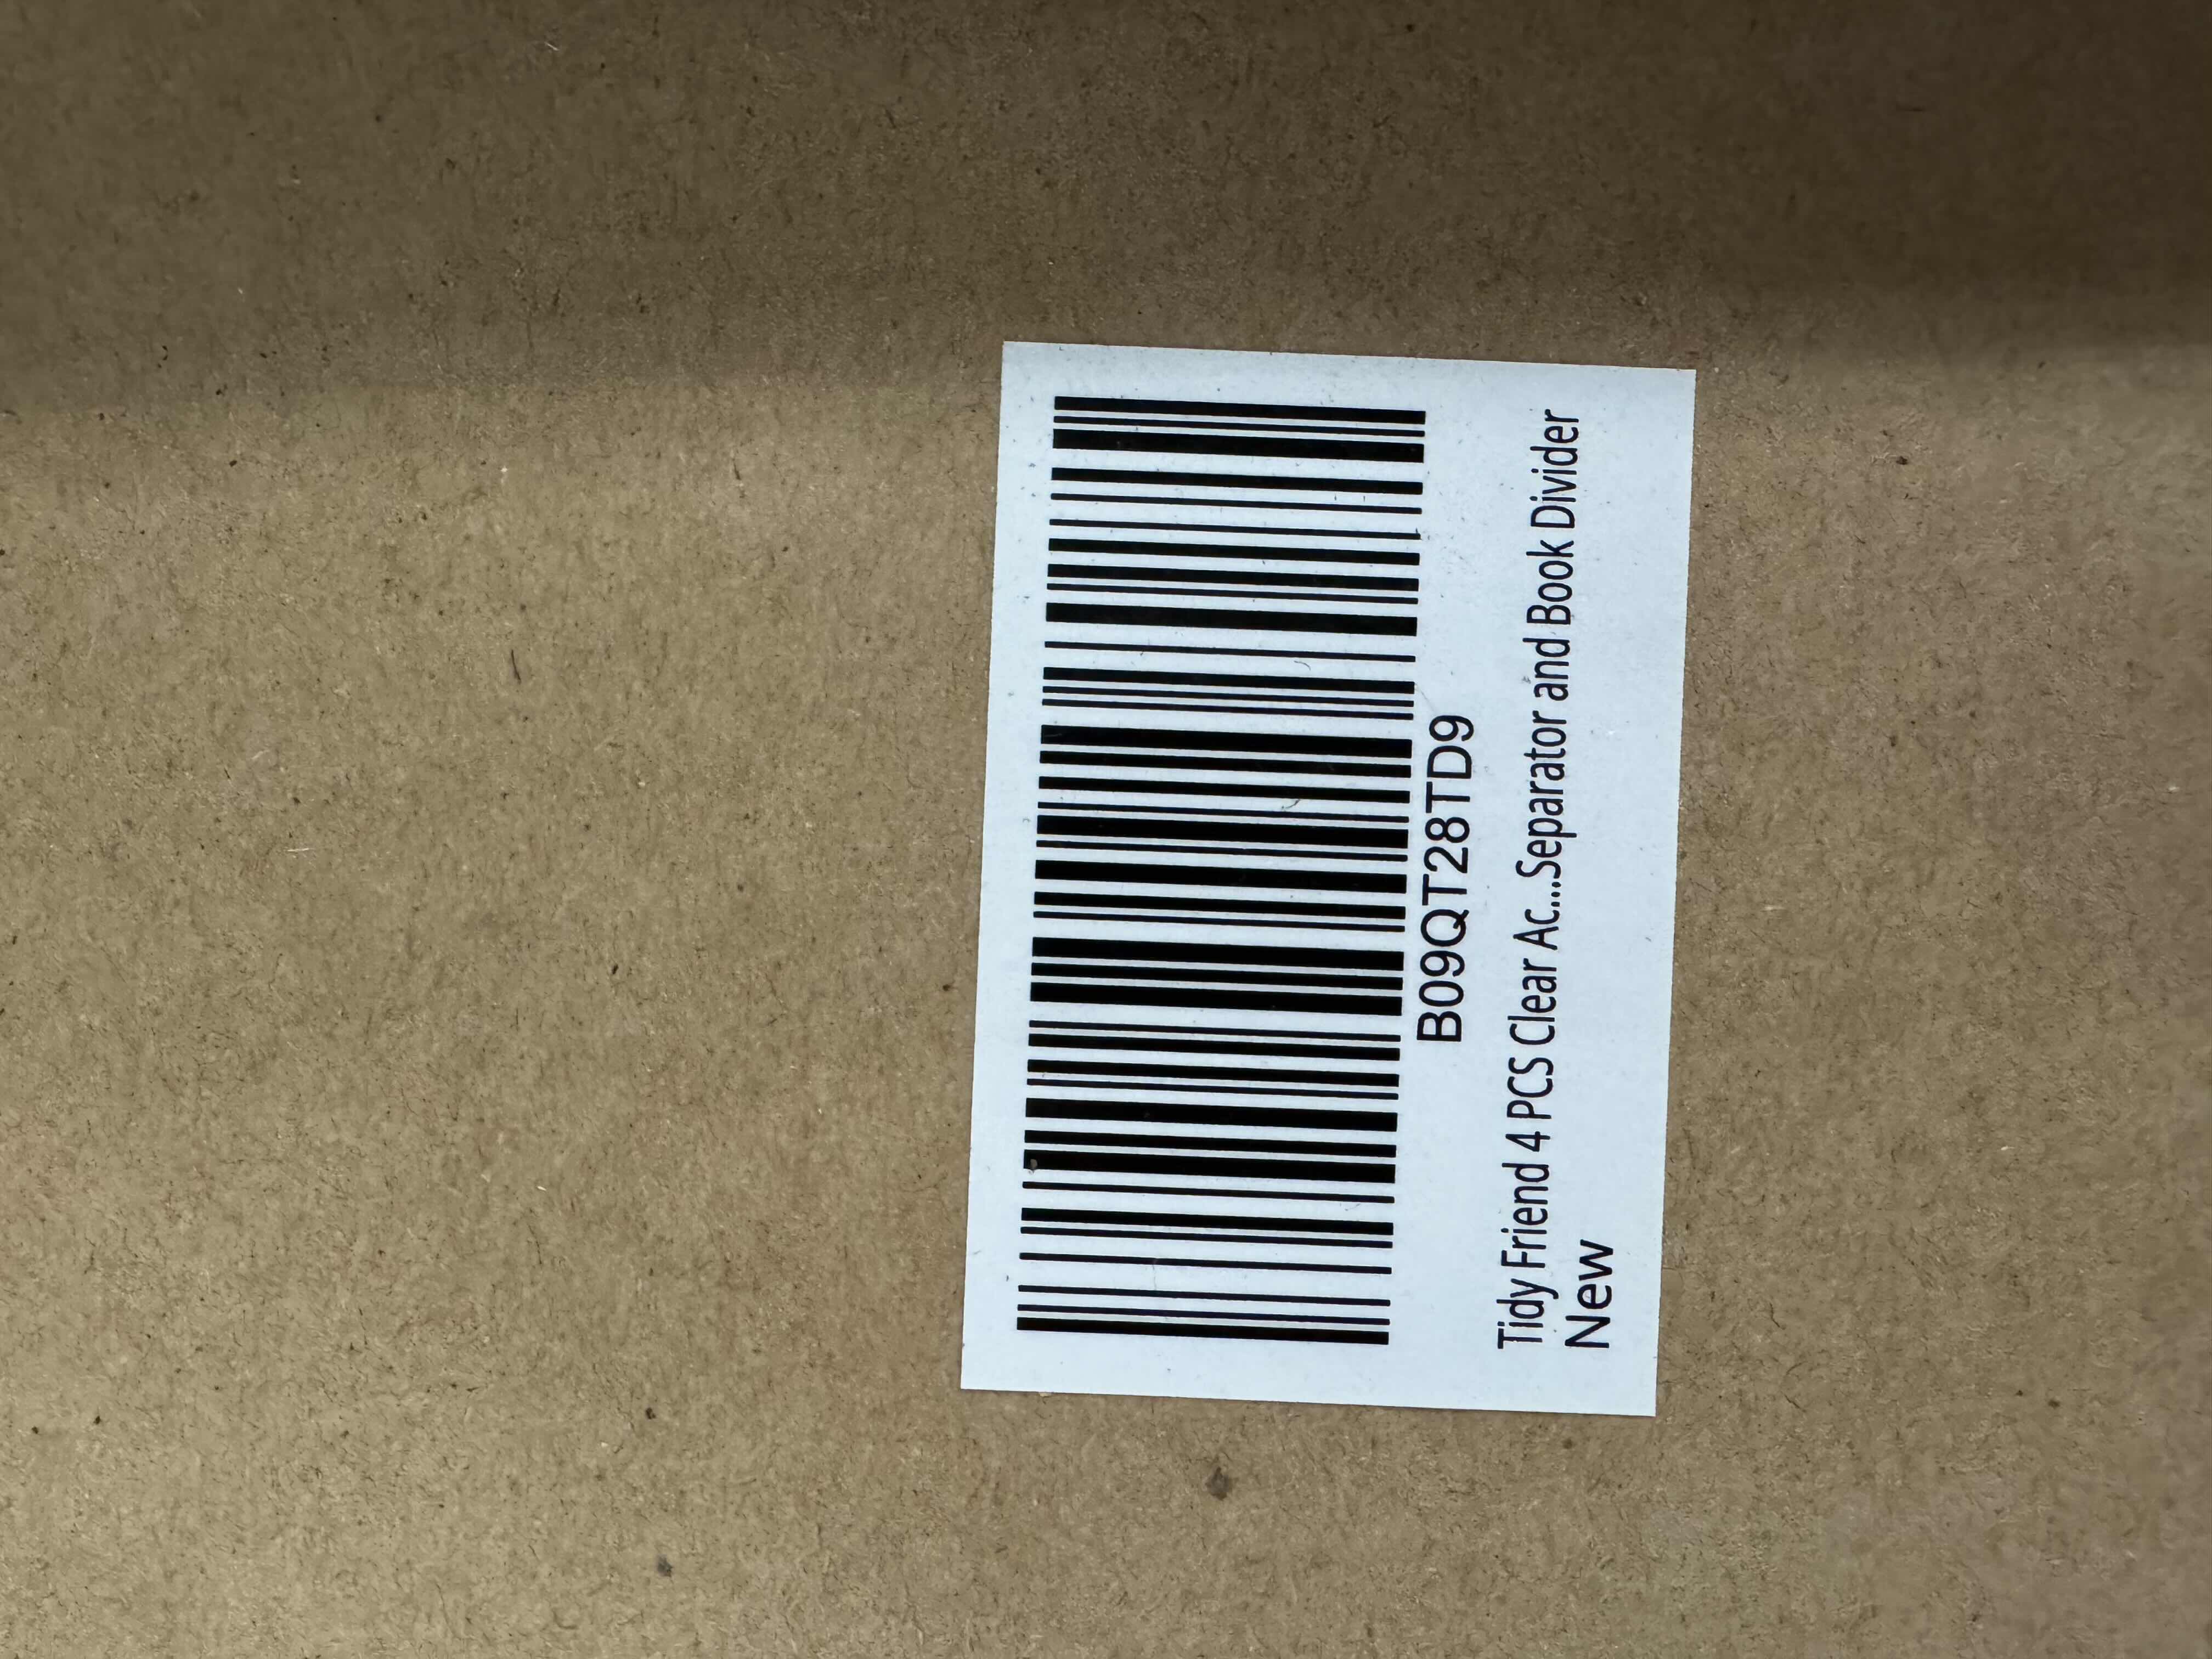 B09QT28TD9
Tidy Friend 4 PCS Clear Ac...Separator and Book Divider
New